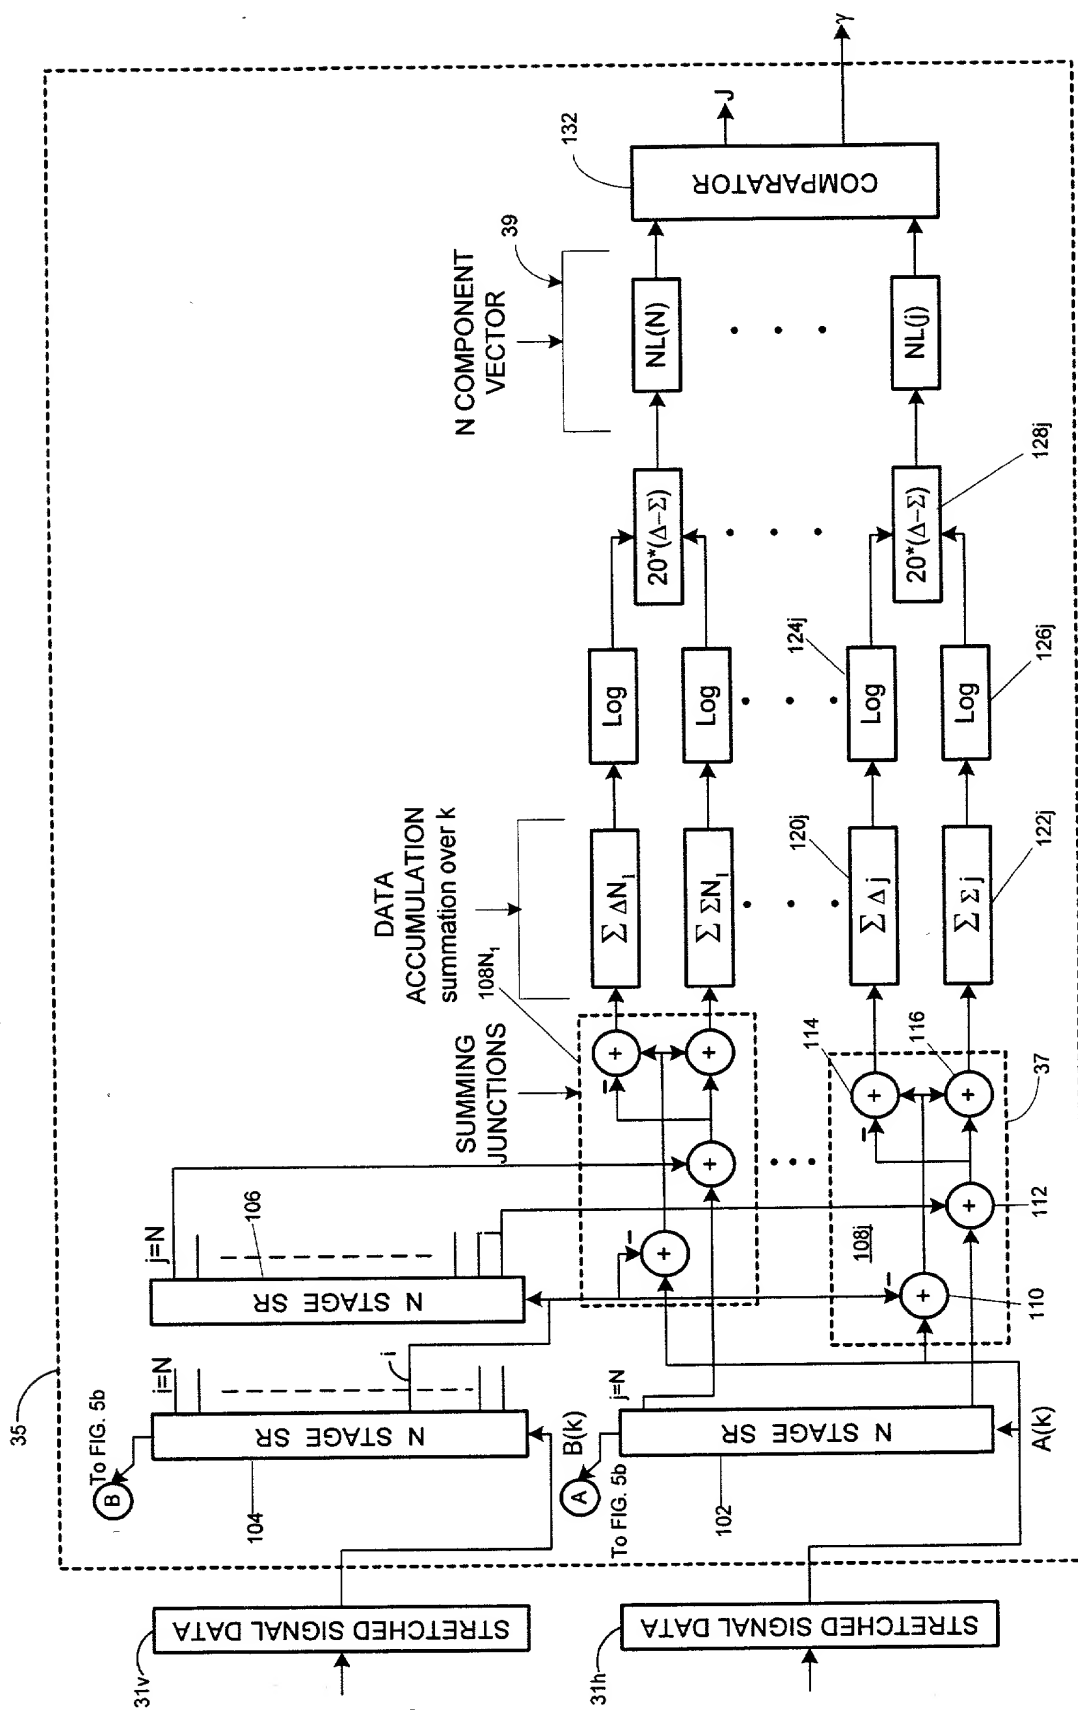 35
31v
STRETCHED SIGNAL DATA
31h
STRETCHED SIGNAL DATA
B
To FIG. 5b
104
N STAGE SR
i=N
i
A
To FIG. 5b
B(k)
102
N STAGE SR
j=N
A(k)
106
N STAGE SR
j=N
SUMMING
JUNCTIONS
108N₁
+
−
+
+
−
+
108j
+
−
110
+
112
+
−
114
+
116
37
DATA
ACCUMULATION
summation over k
∑ ΔN₁
∑ ΣN₁
∑ Δ j
120j
∑ Σ j
122j
Log
Log
Log
124j
Log
126j
20*(Δ−Σ)
20*(Δ−Σ)
128j
N COMPONENT
VECTOR
39
NL(N)
NL(j)
COMPARATOR
132
J
γ